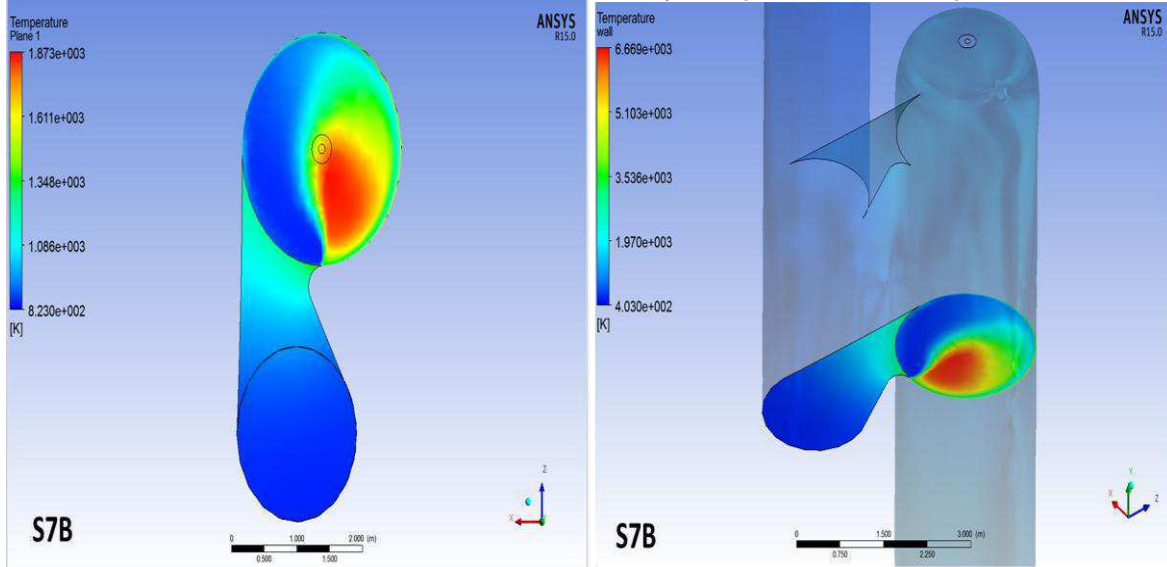 Temperature
Plane 1
ANSYS
R15.0
1.873e+003
1.611e+003
1.348e+003
1.086e+003
8.230e+002
[K]
Z
X
Y
S7B
0 1.000 2.000 (m)
0.500 1.500
Temperature
wall
ANSYS
R15.0
6.669e+003
5.103e+003
3.536e+003
1.970e+003
4.030e+002
[K]
Y
X
Z
S7B
0 1.500 3.000 (m)
0.750 2.250